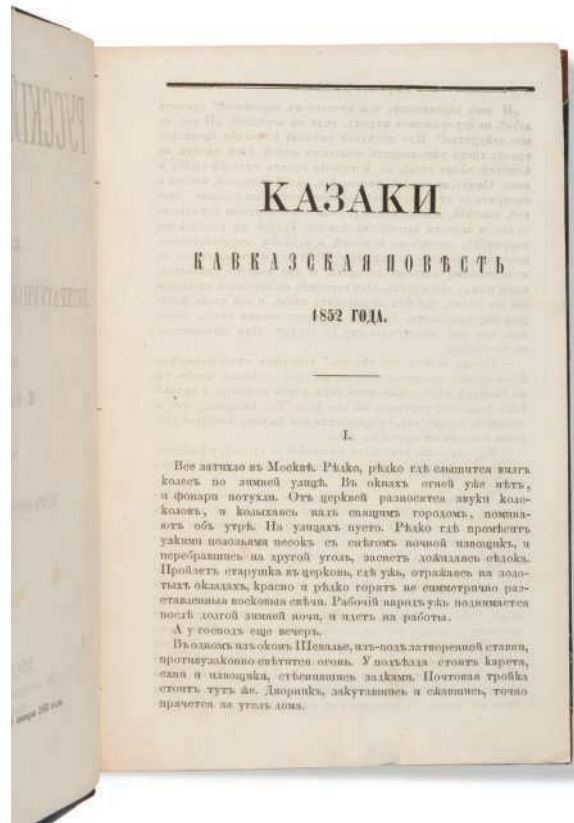 РУССКІЙ
КАЗАКИ
КАВКАЗСКАЯ ПОВѢСТЬ
1852 ГОДА.
I.
Все затихло въ Москвѣ. Рѣдко, рѣдко гдѣ слышится визгъ
колесъ по зимней улицѣ. Въ окнахъ огней уже нѣтъ,
и фонари потухли. Отъ церквей разносятся звуки коло-
коловъ, и колыхаясь надъ спящимъ городомъ, помина-
ютъ объ утрѣ. На улицахъ пусто. Рѣдко гдѣ промѣситъ
узкими полозьями песокъ съ снѣгомъ ночной извощикъ, и
перебравшись на другой уголъ, заснетъ дожидаясь сѣдока.
Пройдетъ старушка въ церковь, гдѣ ужь, отражаясь на золо-
тыхъ окладахъ, красно и рѣдко горятъ не симметрично раз-
ставленныя восковыя свѣчи. Рабочій народъ ужь поднимается
послѣ долгой зимней ночи, и идетъ на работы.
А у господъ еще вечеръ.
Въ одномъ изъ оконъ Шевалье, изъ-подъ затворенной ставни,
противузаконно свѣтится огонь. У подъѣзда стоятъ карета,
сани и извощики, стѣснившись задками. Почтовая тройка
стоитъ тутъ же. Дворникъ, закутавшись и сжавшись, точно
прячется за уголъ дома.